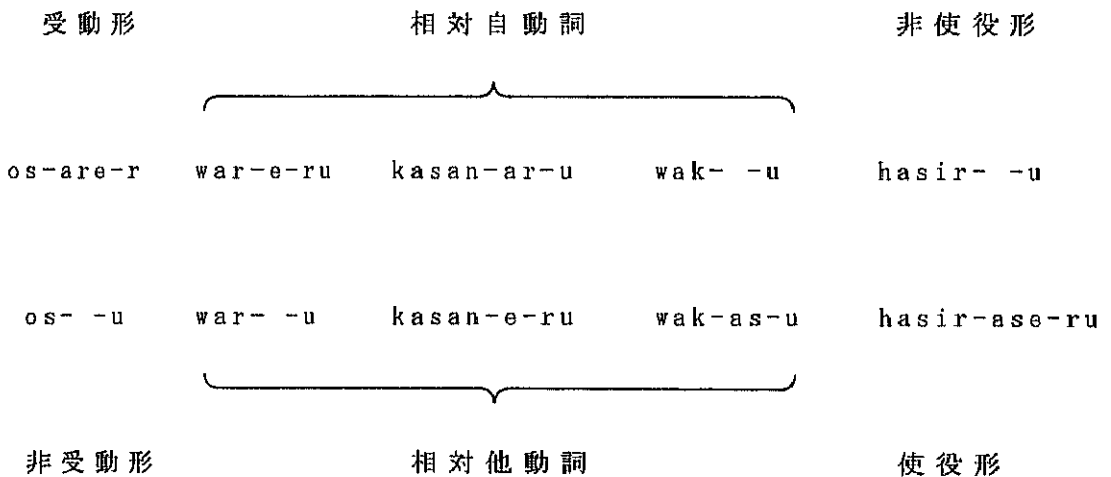 受動形 相対自動詞 非使役形
os-are-r war-e-ru kasan-ar-u wak- -u hasir- -u
os- -u war- -u kasan-e-ru wak-as-u hasir-ase-ru
非受動形 相対他動詞 使役形